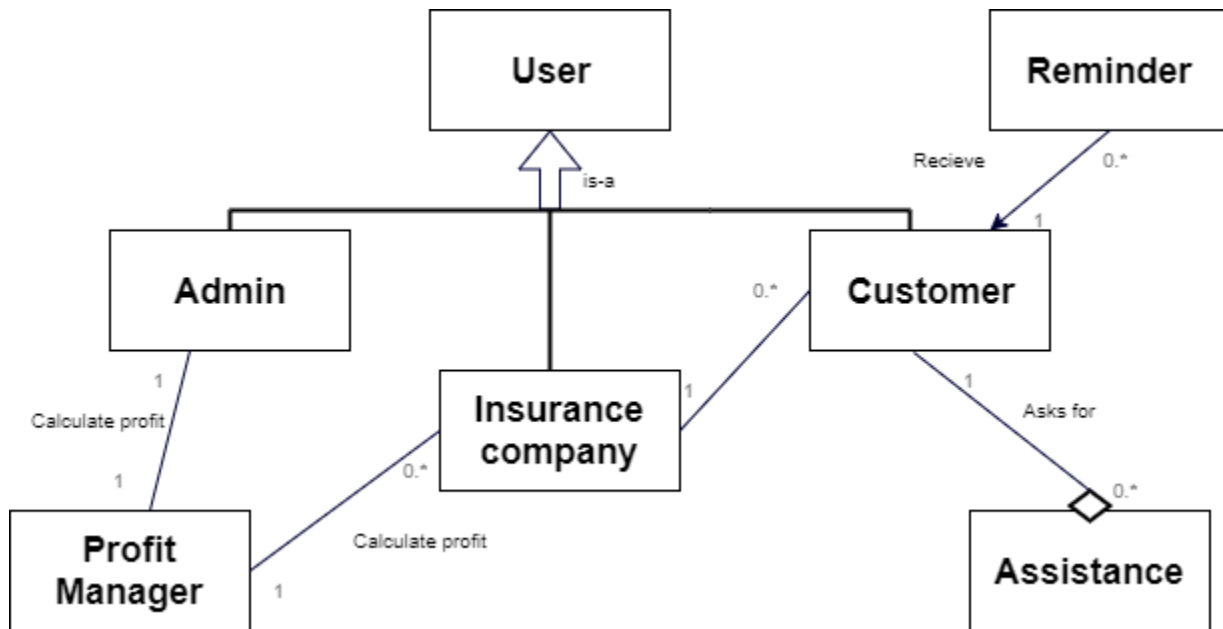 User
Reminder
Recieve
0.*
is-a
1
Admin
Customer
0.*
1
1
1
Insurance
company
Asks for
Calculate profit
0.*
1
0.*
Calculate profit
Profit
Manager
1
Assistance